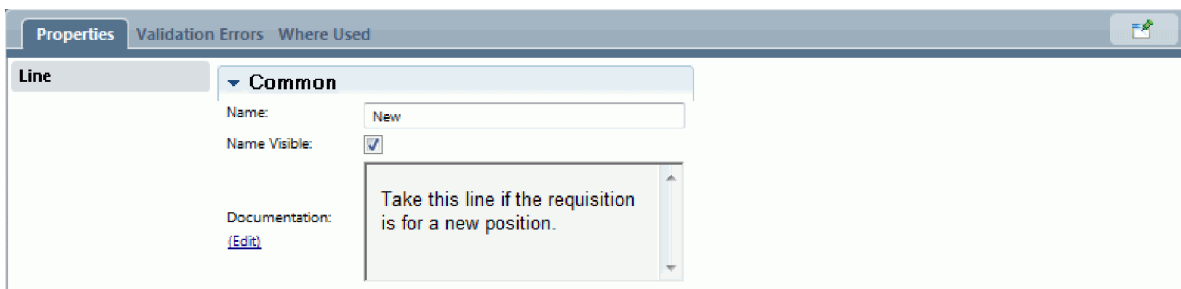 Properties Validation Errors Where Used
Line
Common
Name: New
Name Visible:
Documentation:
(Edit)
Take this line if the requisition
is for a new position.